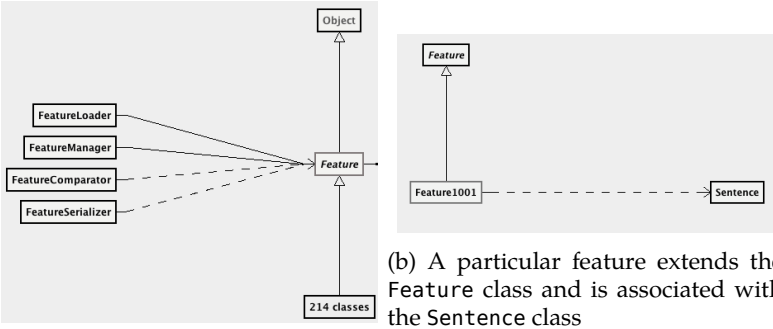 Object
FeatureLoader
FeatureManager
FeatureComparator
FeatureSerializer
Feature
214 classes
Feature
Feature1001
Sentence
(b) A particular feature extends the
Feature class and is associated with
the Sentence class